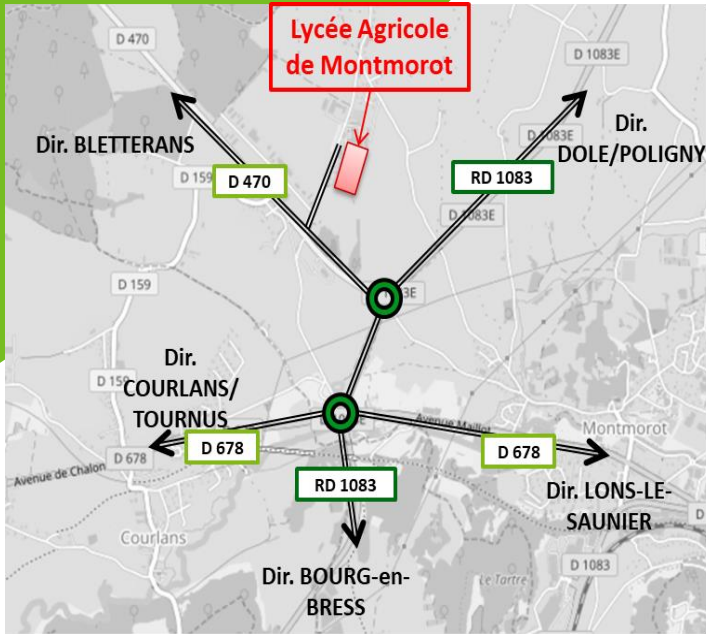 Lycée Agricole
de Montmorot
D 470
D 1083E
Dir. BLETTERANS
Dir.
DOLE/POLIGNY
D 1083E
D 159
D 470
RD 1083
D 1083E
D 159
3E
Dir.
COURLANS/
TOURNUS
D 159
Avenue Maillot
Montmorot
D 678
D 678
D 678
Avenue de Chalon
RD 1083
Dir. LONS-LE-
SAUNIER
Courlans
D 1083
Dir. BOURG-en-
BRESS
Le Tartre